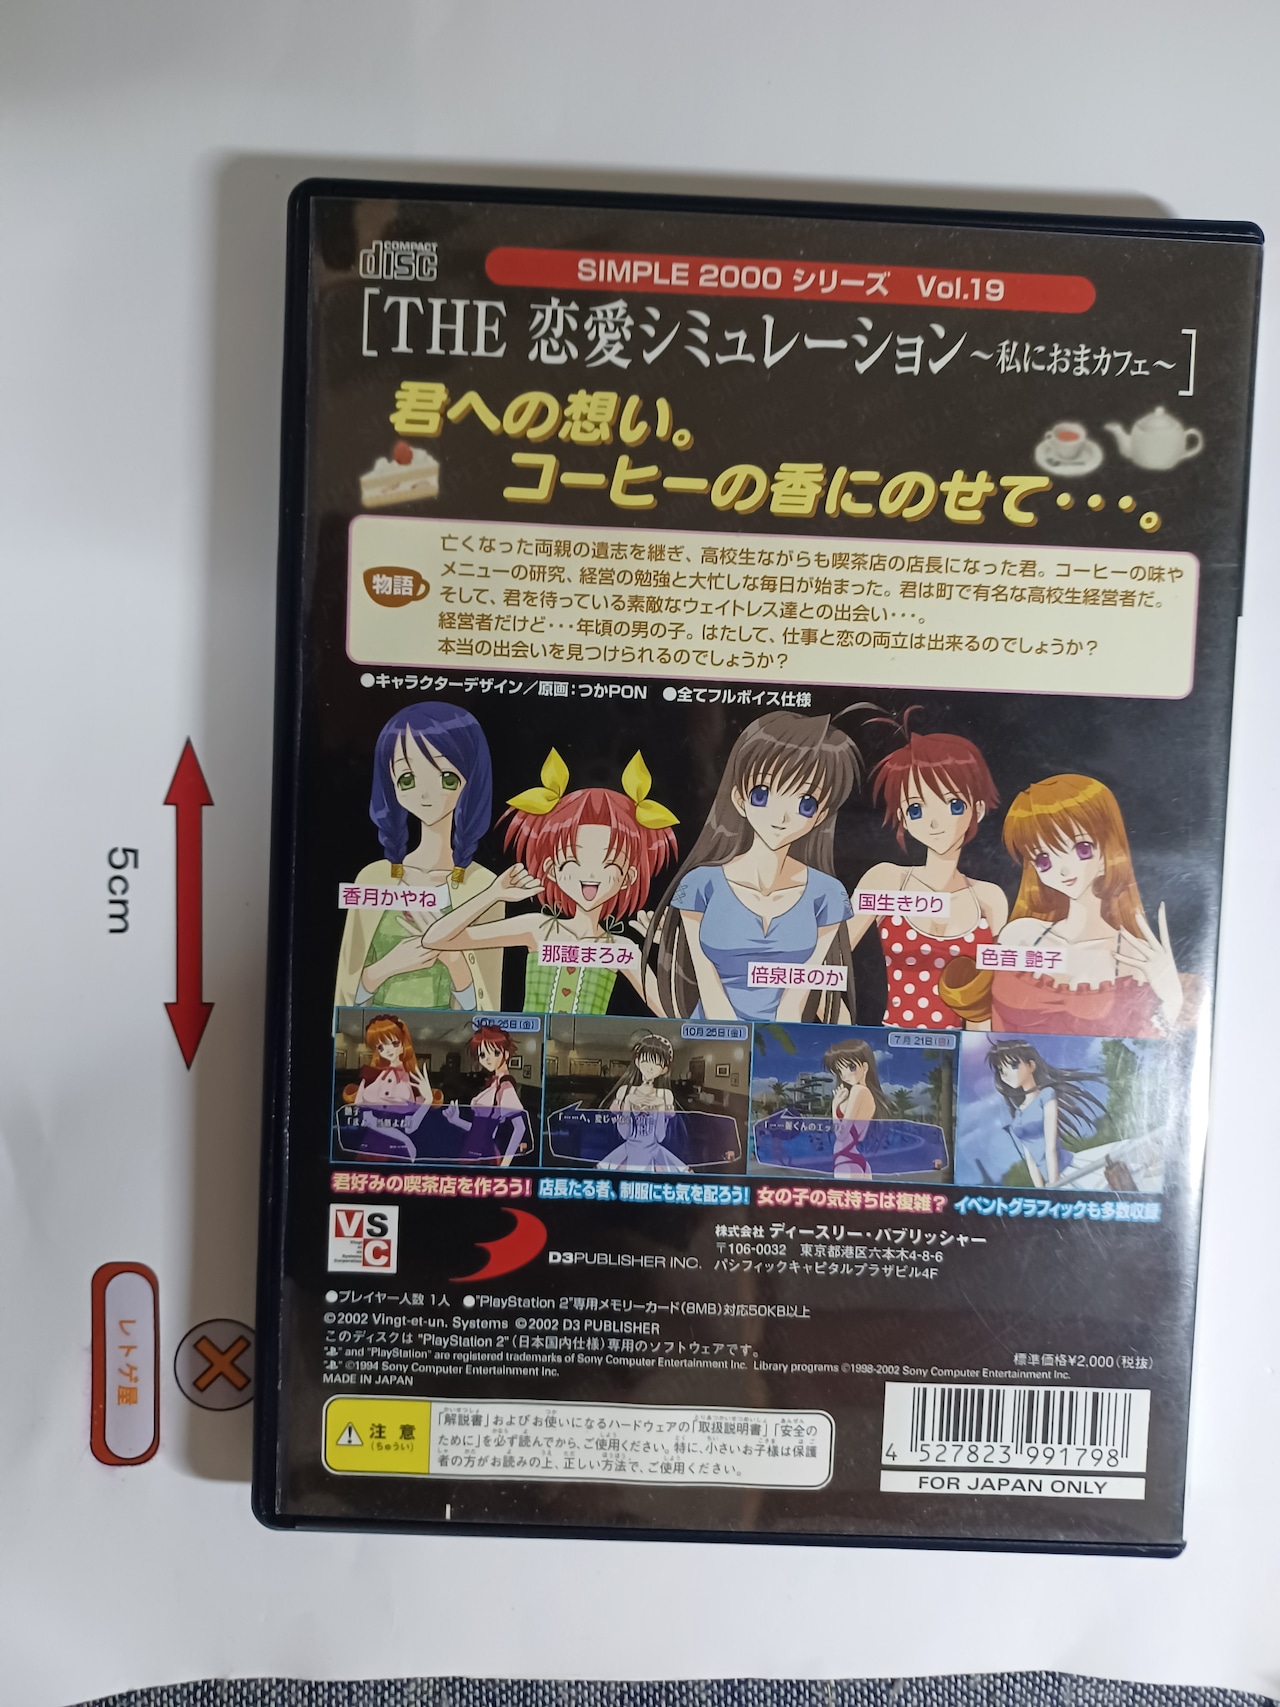 COMPACT
disc
SIMPLE 2000 シリーズ Vol.19
[THE 恋愛シミュレーション～私におまカフェ～]
君への想い。
コーヒーの香にのせて･･･。
物語
亡くなった両親の遺志を継ぎ、高校生ながらも喫茶店の店長になった君。コーヒーの味や
メニューの研究、経営の勉強と大忙しな毎日が始まった。君は町で有名な高校生経営者だ。
そして、君を待っている素敵なウェイトレス達との出会い･･･。
経営者だけど･･･年頃の男の子。はたして、仕事と恋の両立は出来るのでしょうか？
本当の出会いを見つけられるのでしょうか？
●キャラクターデザイン／原画：つかPON ●全てフルボイス仕様
香月かやね
那護まろみ
倍泉ほのか
国生きりり
色音 艶子
10月25日(金)
10月25日(金)
7月21日(日)
君好みの喫茶店を作ろう！
店長たる者、制服にも気を配ろう！
女の子の気持ちは複雑？
イベントグラフィックも多数収録
VSC
D3PUBLISHER INC.
株式会社 ディースリー・パブリッシャー
〒106-0032 東京都港区六本木4-8-6
パシフィックキャピタルプラザビル4F
●プレイヤー人数 1人 ●"PlayStation 2"専用メモリーカード(8MB)対応50KB以上
©2002 Vingt-et-un. Systems ©2002 D3 PUBLISHER
このディスクは "PlayStation 2"(日本国内仕様)専用のソフトウェアです。
" and "PlayStation" are registered trademarks of Sony Computer Entertainment Inc. Library programs ©1998-2002 Sony Computer Entertainment Inc.
" ©1994 Sony Computer Entertainment Inc.
MADE IN JAPAN
標準価格¥2,000(税抜)
注意
(ちゅうい)
「解説書」およびお使いになるハードウェアの「取扱説明書」「安全の
ために」を必ず読んでから、ご使用ください。特に、小さいお子様は保護
者の方がお読みの上、正しい方法で、ご使用ください。
4 527823 991798
FOR JAPAN ONLY
5cm
レトゲ屋